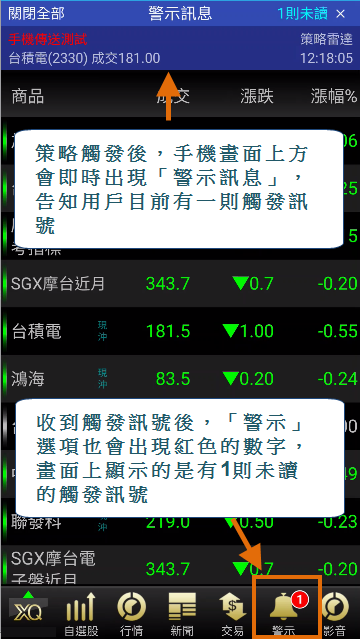 關閉全部 警示訊息 1則未讀 ×
手機傳送測試 策略雷達
台積電(2330) 成交181.00 12:18:05
商品 成交 漲跌 漲幅%
策略觸發後，手機畫面上方
會即時出現「警示訊息」，
告知用戶目前有一則觸發訊
號
考指標
SGX摩台近月 343.7 ▼0.7 -0.20
台積電 現沖 181.5 ▼1.00 -0.55
鴻海 現沖 83.5 ▼0.20 -0.24
收到觸發訊號後，「警示」
選項也會出現紅色的數字，
畫面上顯示的是有1則未讀
的觸發訊號
聯發科 現沖 219.0 ▼0.50 -0.23
SGX摩台電
子盤近月 343.7 ▼0.7 -0.20
XQ 自選股 行情 新聞 交易 警示 1 影音